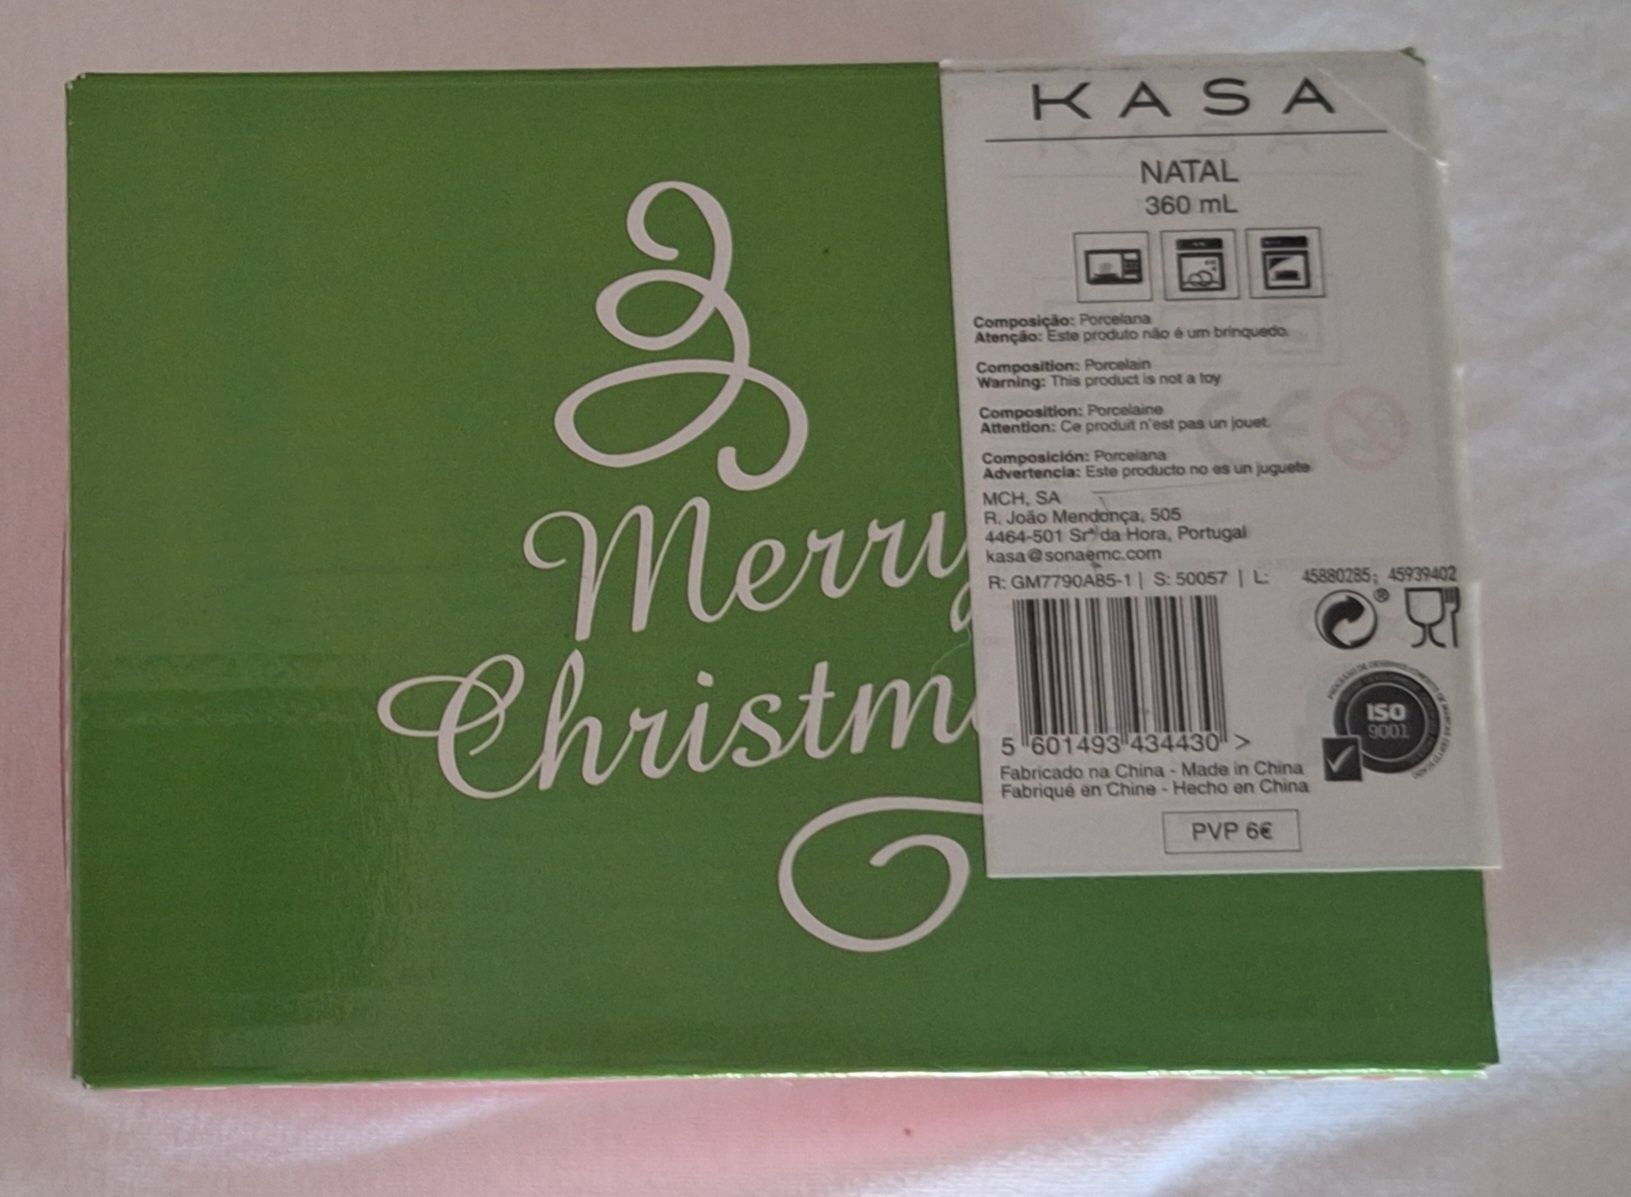 Merry
Christm
KASA
NATAL
360 mL
Composição: Porcelana
Atenção: Este produto não é um brinquedo.
Composition: Porcelain
Warning: This product is not a toy
Composition: Porcelaine
Attention: Ce produit n'est pas un jouet.
Composición: Porcelana
Advertencia: Este producto no es un juguete
MCH, SA
R. João Mendonça, 505
4464-501 Srª da Hora, Portugal
kasa@sonaemc.com
R: GM7790A85-1 | S: 50057 | L: 45880285; 45939402
5 601493 434430 >
ISO
9001
Fabricado na China - Made in China
Fabriqué en Chine - Hecho en China
PVP 6€